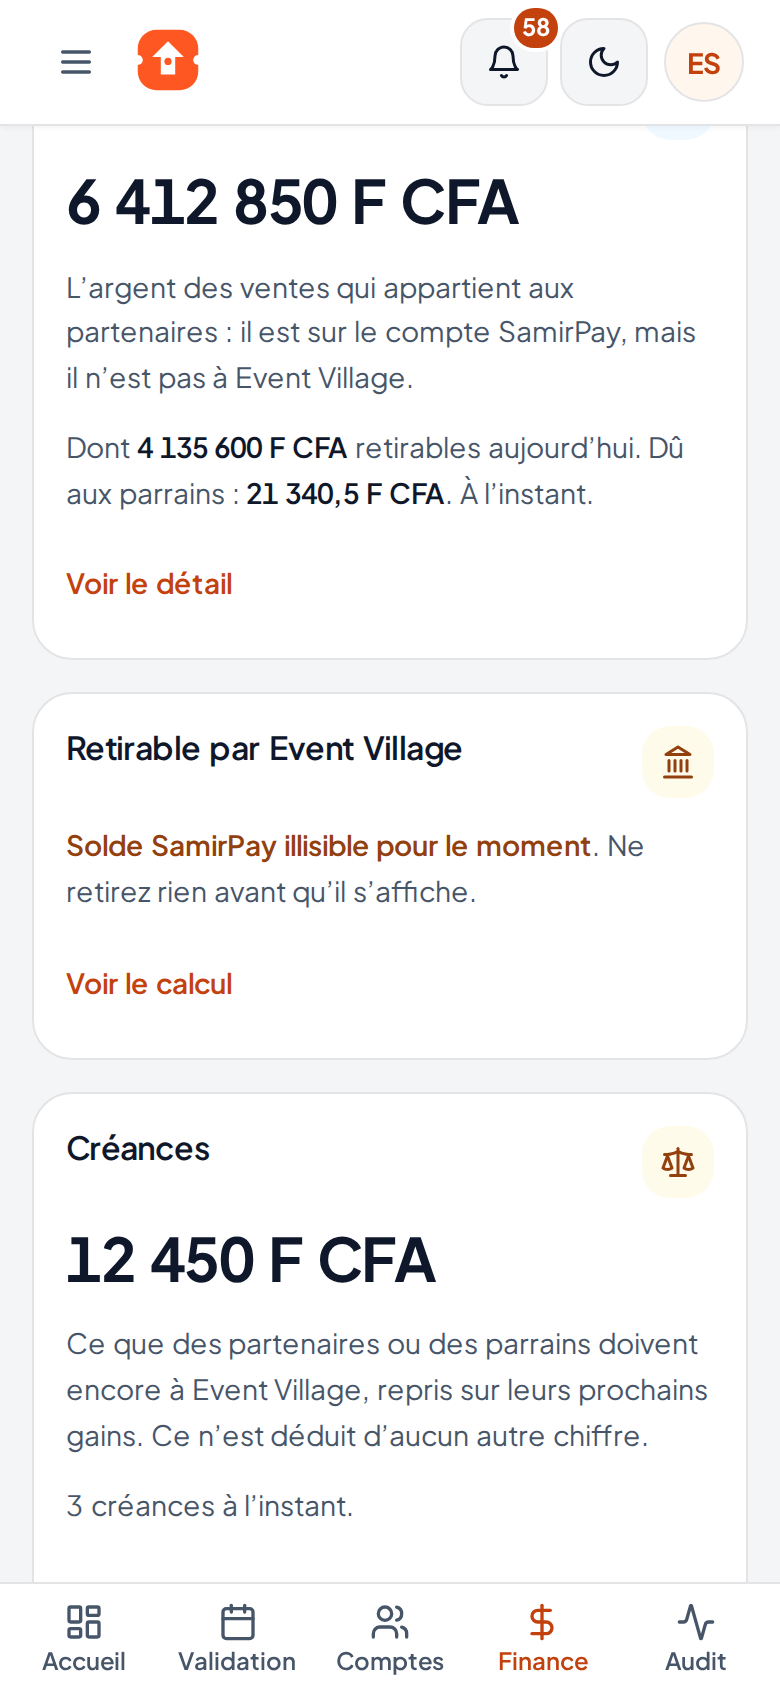 58
ES
6 412 850 F CFA
L’argent des ventes qui appartient aux
partenaires : il est sur le compte SamirPay, mais
il n’est pas à Event Village.
Dont 4 135 600 F CFA retirables aujourd’hui. Dû
aux parrains : 21 340,5 F CFA. À l’instant.
Voir le détail
Retirable par Event Village
Solde SamirPay illisible pour le moment. Ne
retirez rien avant qu’il s’affiche.
Voir le calcul
Créances
12 450 F CFA
Ce que des partenaires ou des parrains doivent
encore à Event Village, repris sur leurs prochains
gains. Ce n’est déduit d’aucun autre chiffre.
3 créances à l’instant.
Accueil Validation Comptes Finance Audit